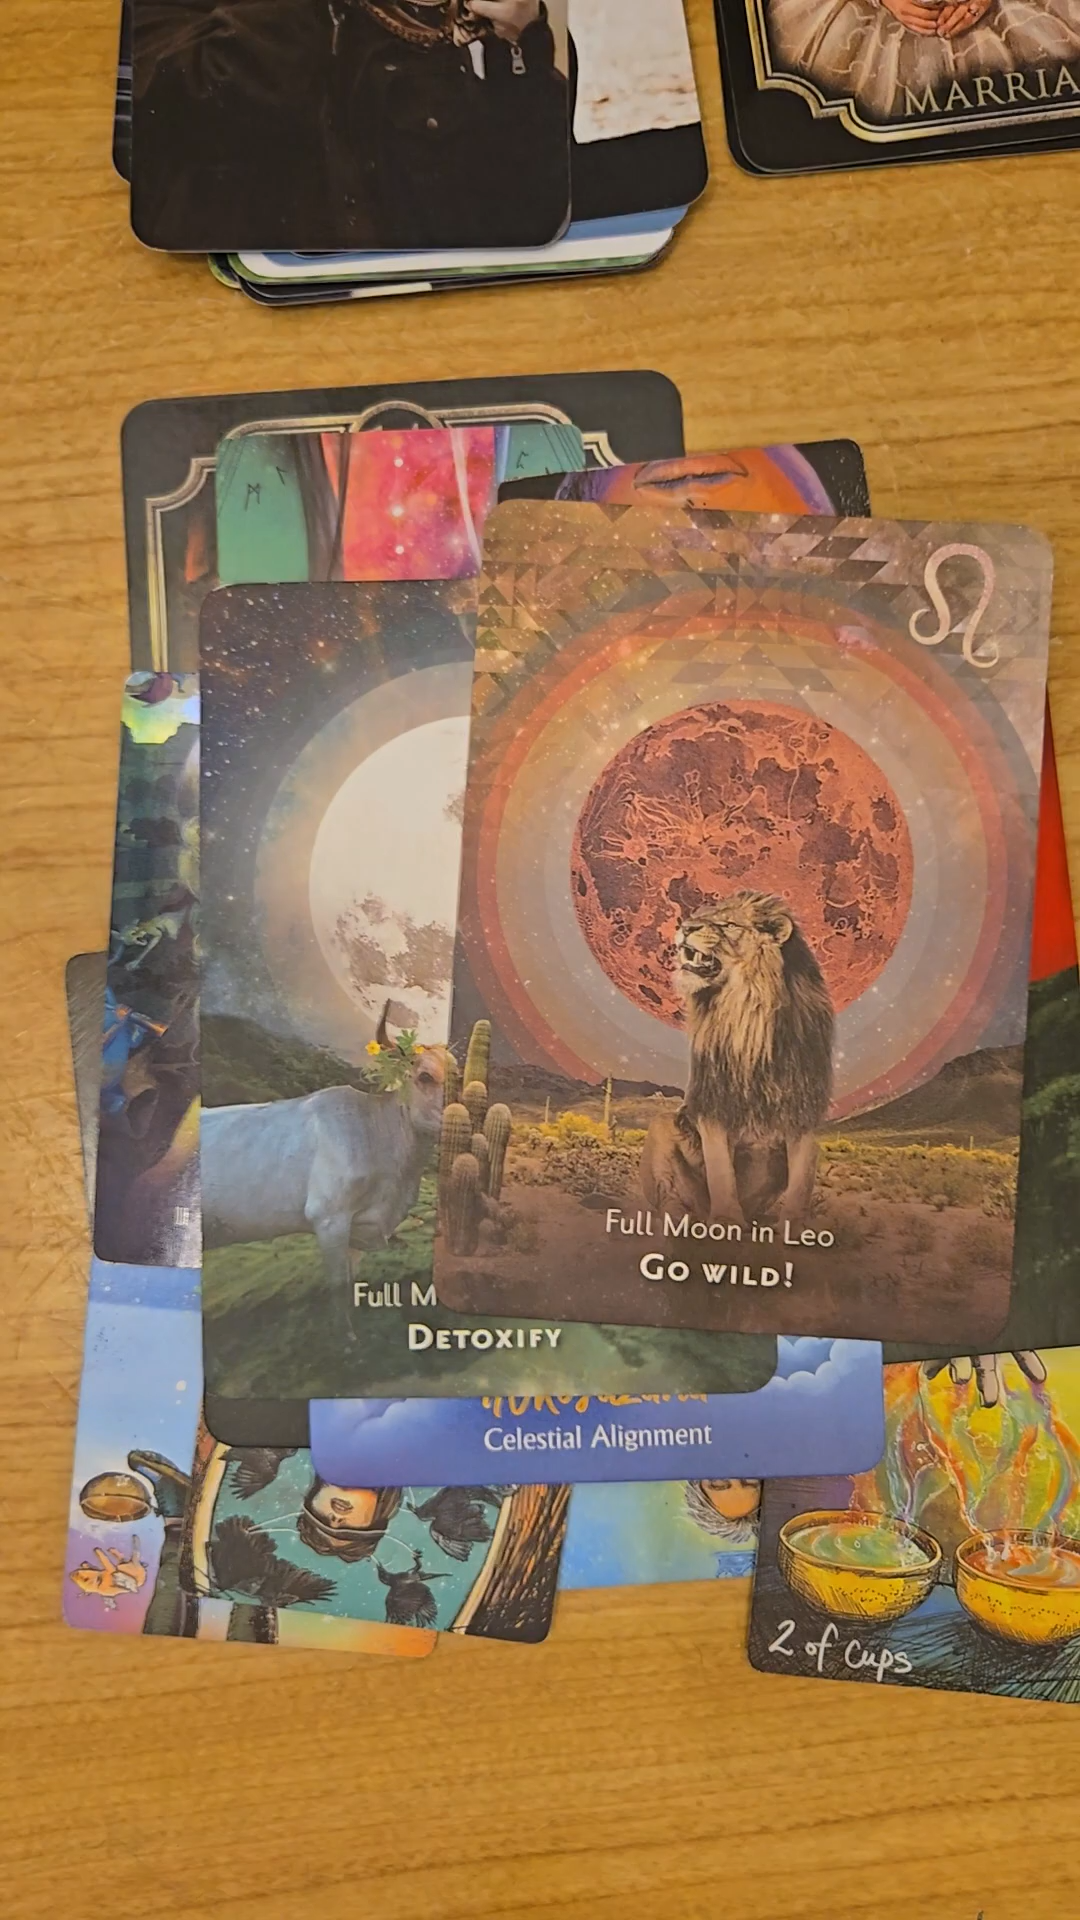 MARRIA
Full Moon in Leo
GO WILD!
Full M
DETOXIFY
Celestial Alignment
2 of Cups